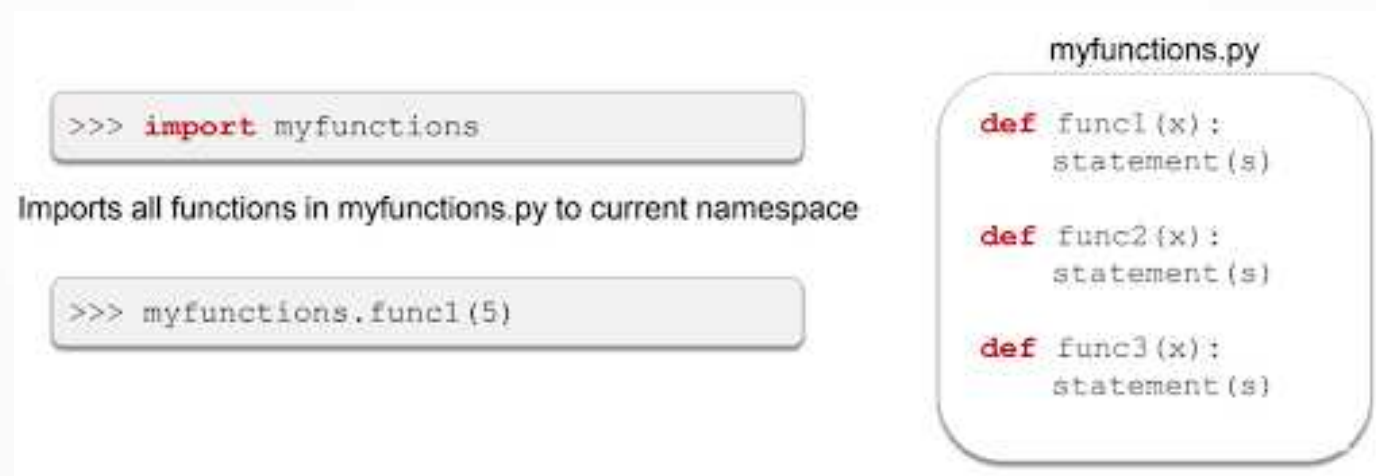 >>> import myfunctions
Imports all functions in myfunctions.py to current namespace
>>> myfunctions.func1(5)
myfunctions.py
def func1(x):
statement(s)
def func2(x):
statement(s)
def func3(x):
statement(s)